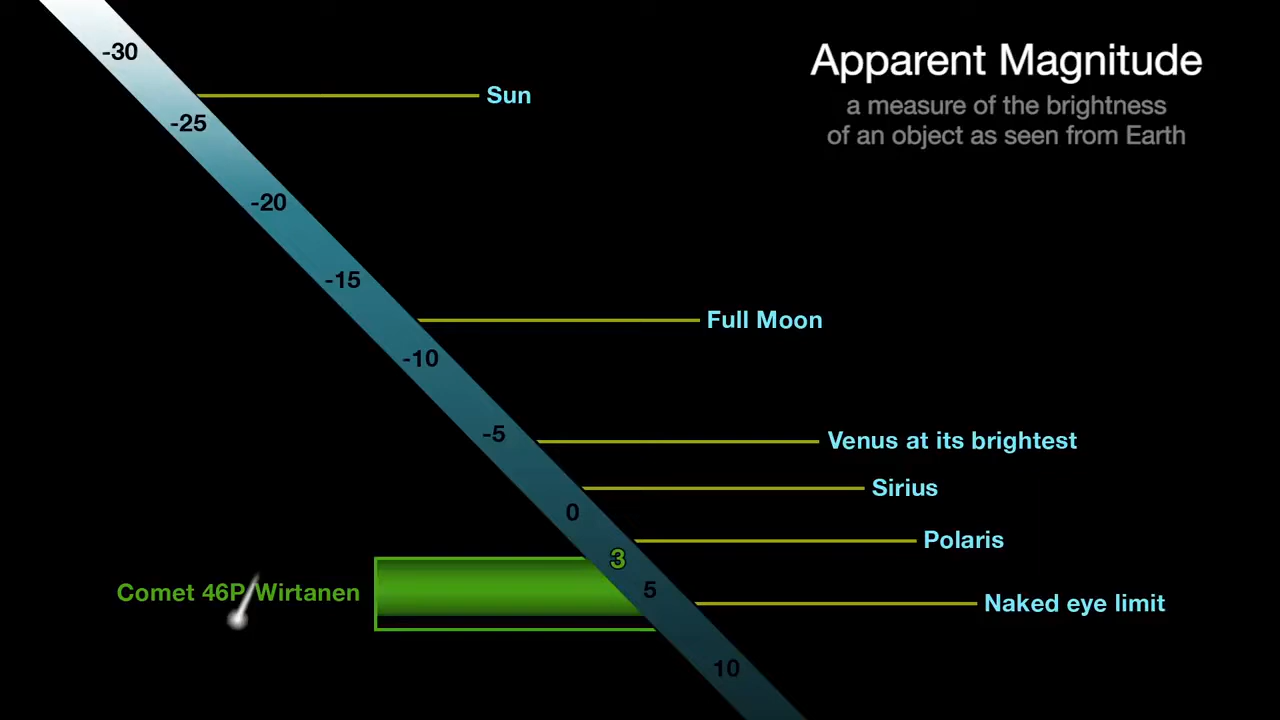 Apparent Magnitude
a measure of the brightness
of an object as seen from Earth
-30
Sun
-25
-20
-15
Full Moon
-10
-5
Venus at its brightest
Sirius
0
Polaris
3
5
Comet 46P/Wirtanen
Naked eye limit
10